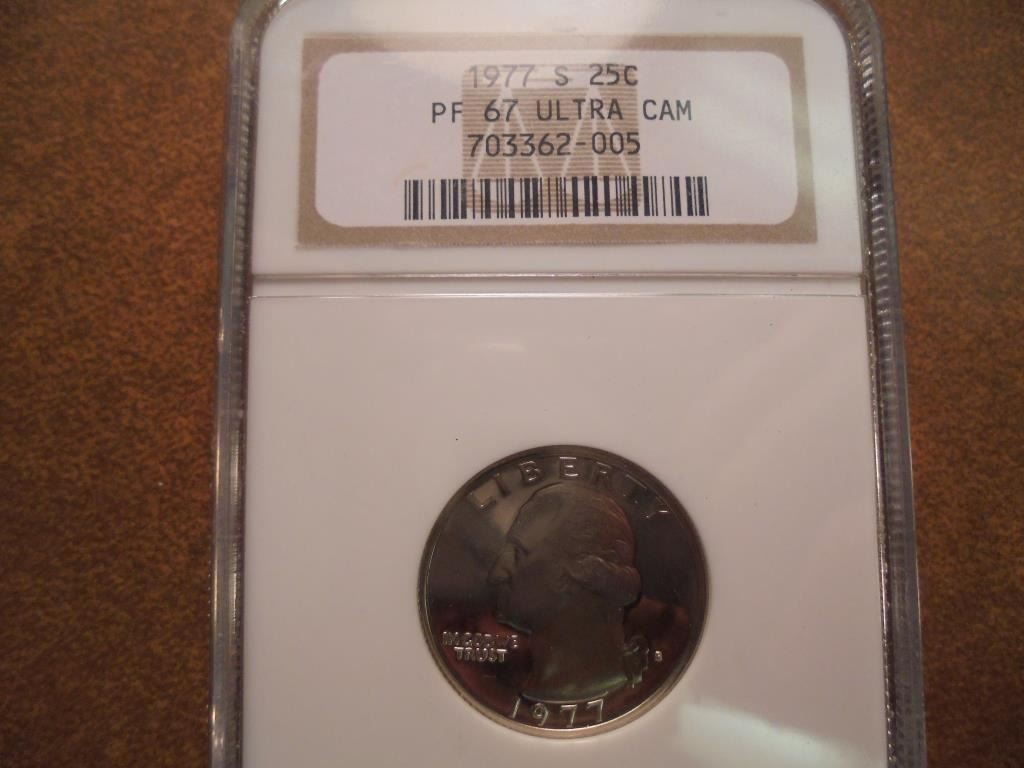 1977 S 25C
PF 67 ULTRA CAM
703362-005
LIBERTY
IN GOD WE
TRUST
S
1977